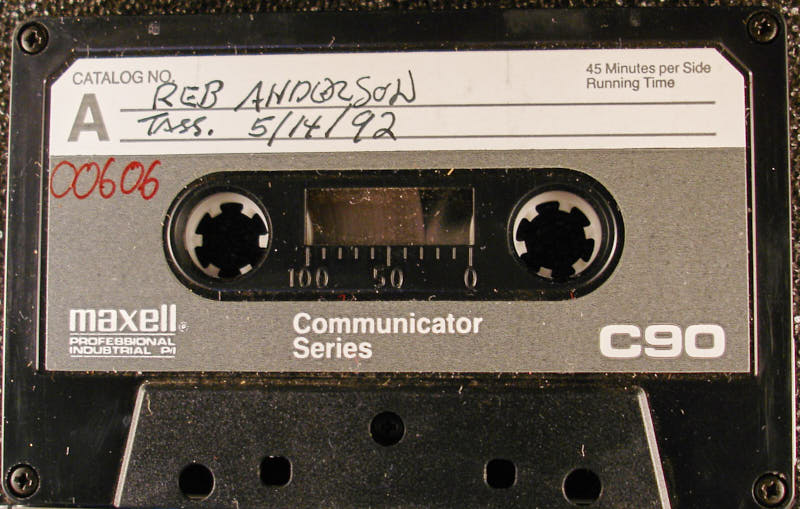 CATALOG NO.
REB ANDERSON
45 Minutes per Side
Running Time
A
TASS. 5/14/92
00606
100 50 0
maxell®
PROFESSIONAL
INDUSTRIAL P/I
Communicator
Series
C90